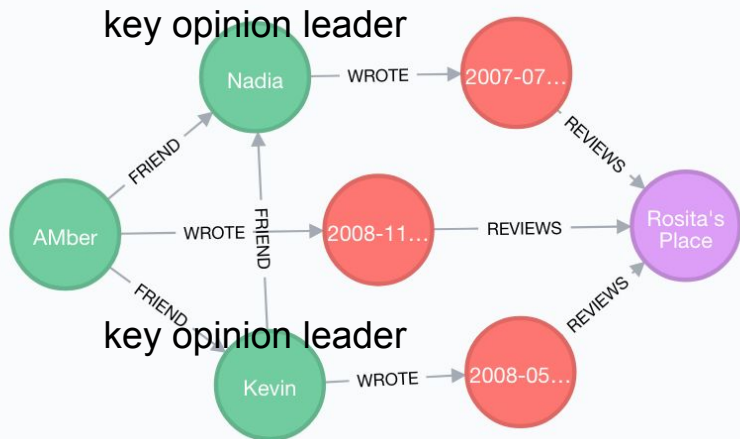 key opinion leader
Nadia
WROTE
2007-07...
FRIEND
REVIEWS
AMber
WROTE
FRIEND
2008-11...
REVIEWS
Rosita's
Place
FRIEND
REVIEWS
key opinion leader
Kevin
WROTE
2008-05...